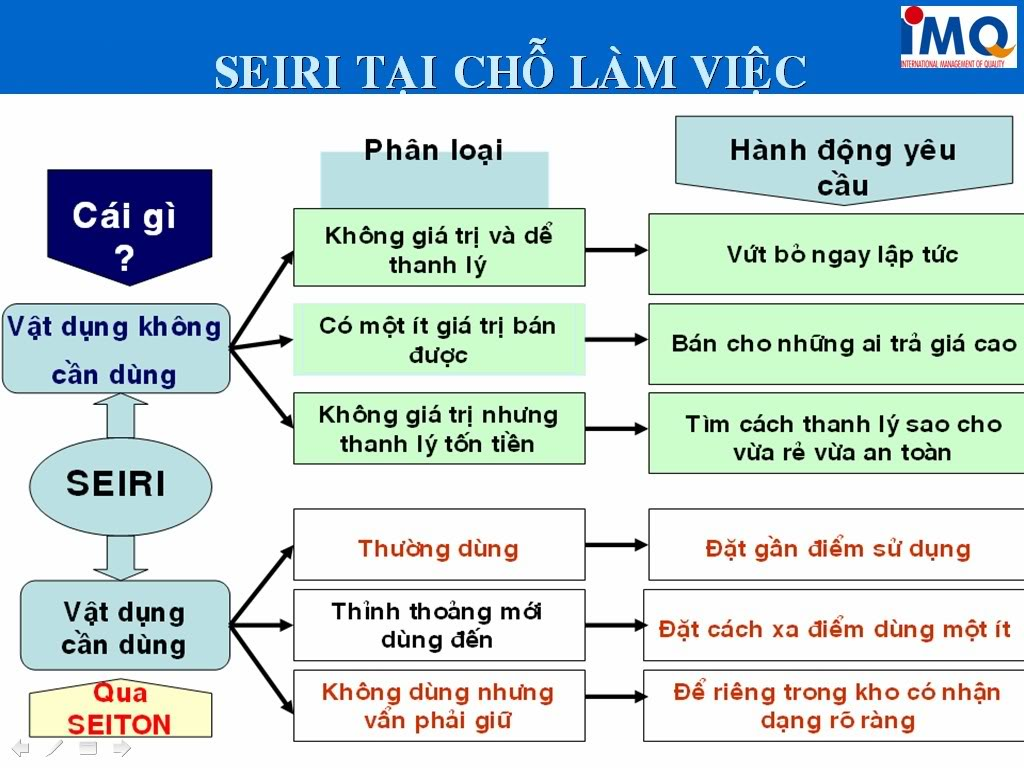 iMQ
INTERNATIONAL MANAGEMENT OF QUALITY
SEIRI TẠI CHỖ LÀM VIỆC
Cái gì
?
Phân loại
Hành động yêu
cầu
Vật dụng không
cần dùng
Không giá trị và dể
thanh lý
Vứt bỏ ngay lập tức
Có một ít giá trị bán
được
Bán cho những ai trả giá cao
Không giá trị nhưng
thanh lý tốn tiền
Tìm cách thanh lý sao cho
vừa rẻ vừa an toàn
SEIRI
Vật dụng
cần dùng
Thường dùng
Đặt gần điểm sử dụng
Thỉnh thoảng mới
dùng đến
Đặt cách xa điểm dùng một ít
Không dùng nhưng
vẩn phải giữ
Để riêng trong kho có nhận
dạng rõ ràng
Qua
SEITON